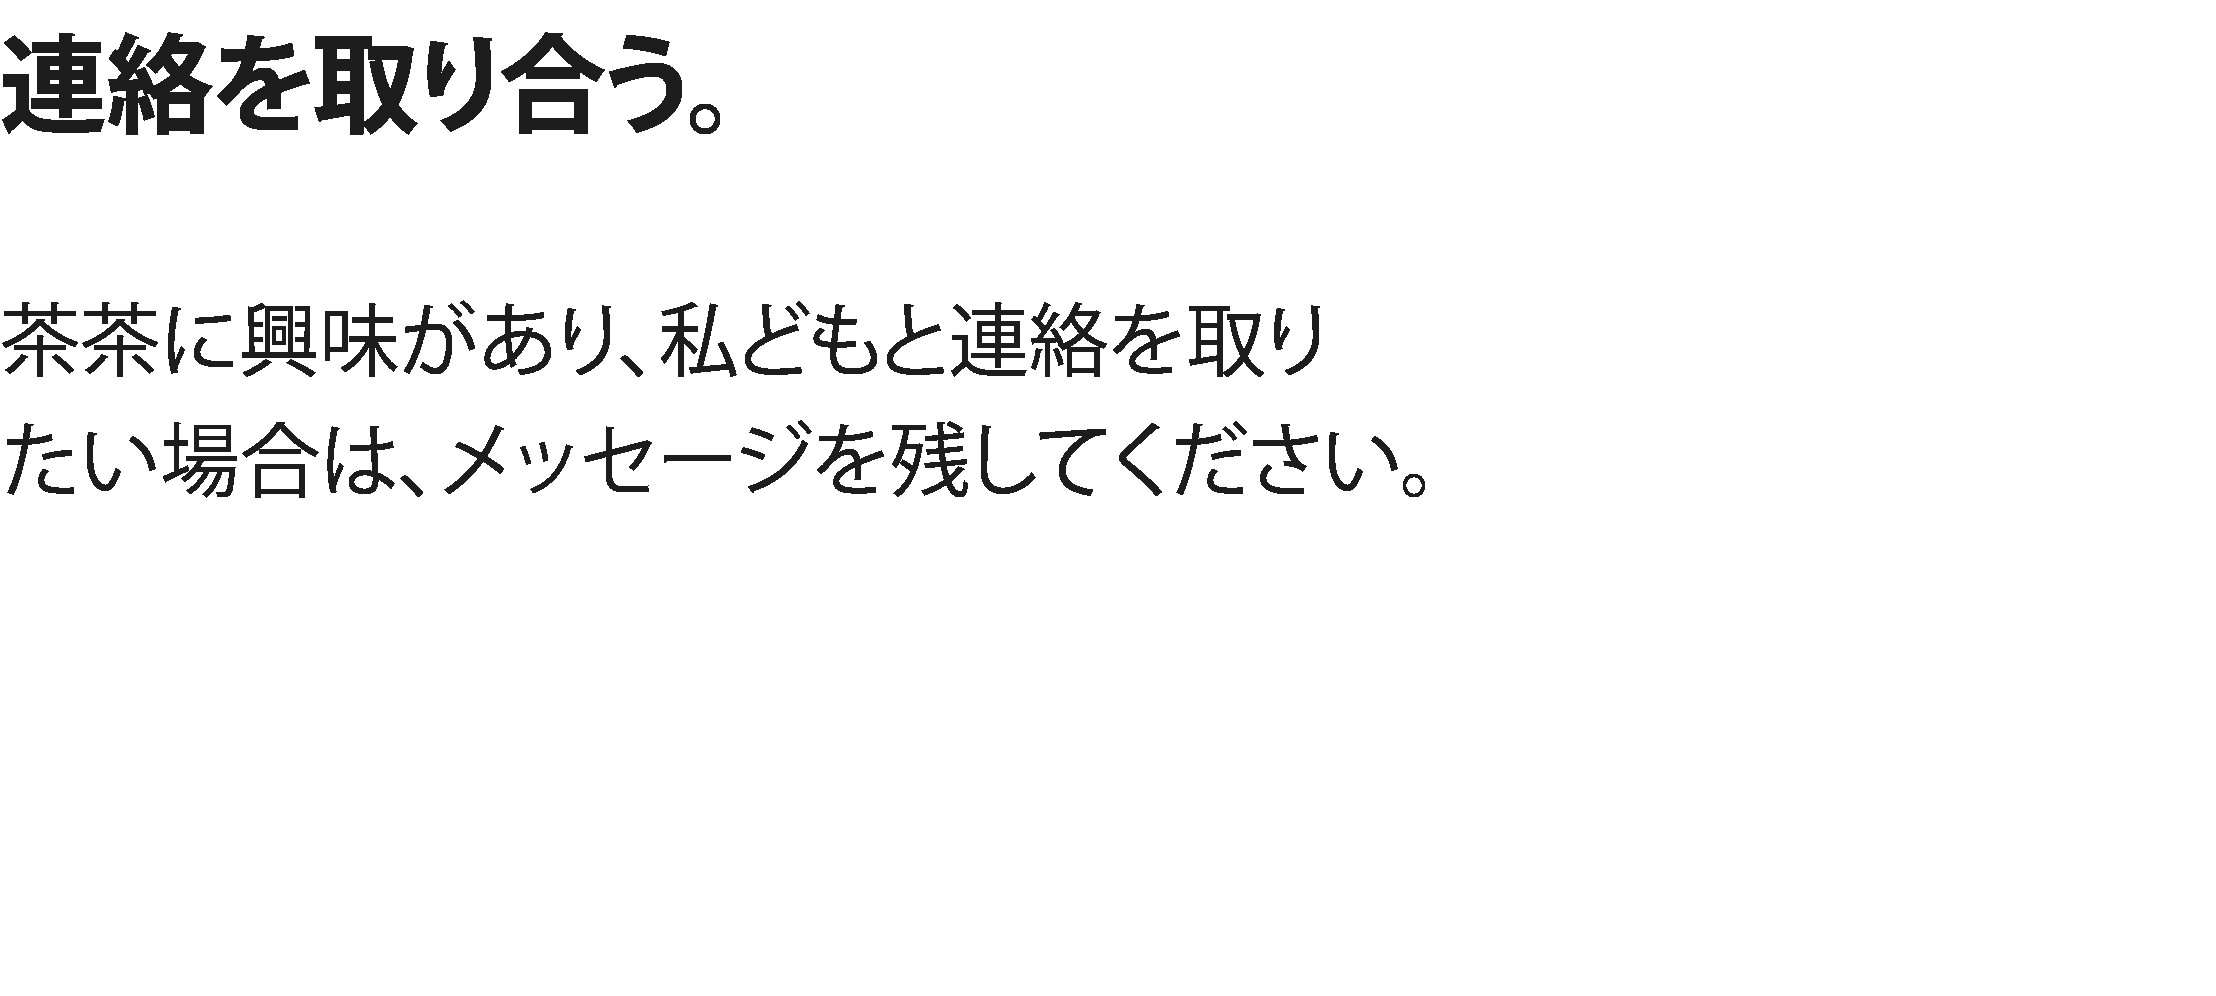 連絡を取り合う。
茶茶に興味があり、私どもと連絡を取り
たい場合は、メッセージを残してください。